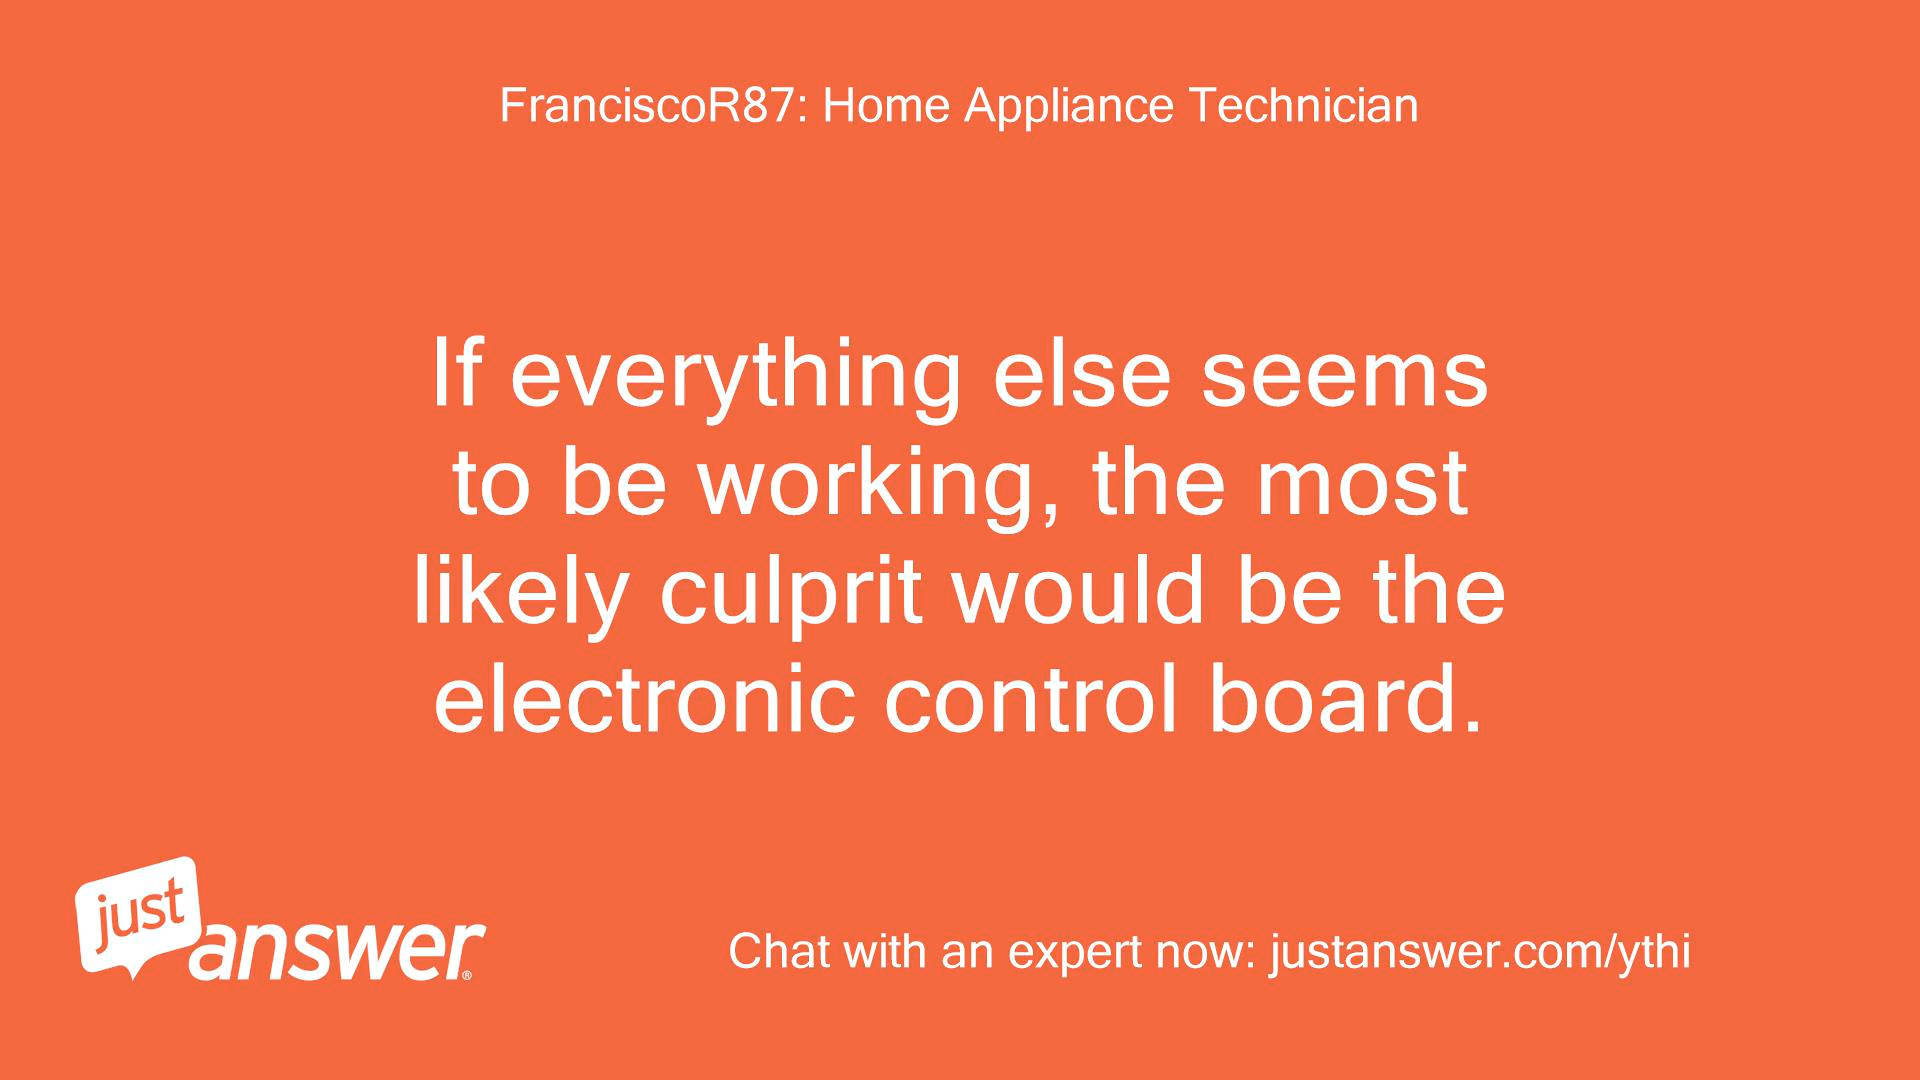 FranciscoR87: Home Appliance Technician
If everything else seems
to be working, the most
likely culprit would be the
electronic control board.
just
answer®
Chat with an expert now: justanswer.com/ythi